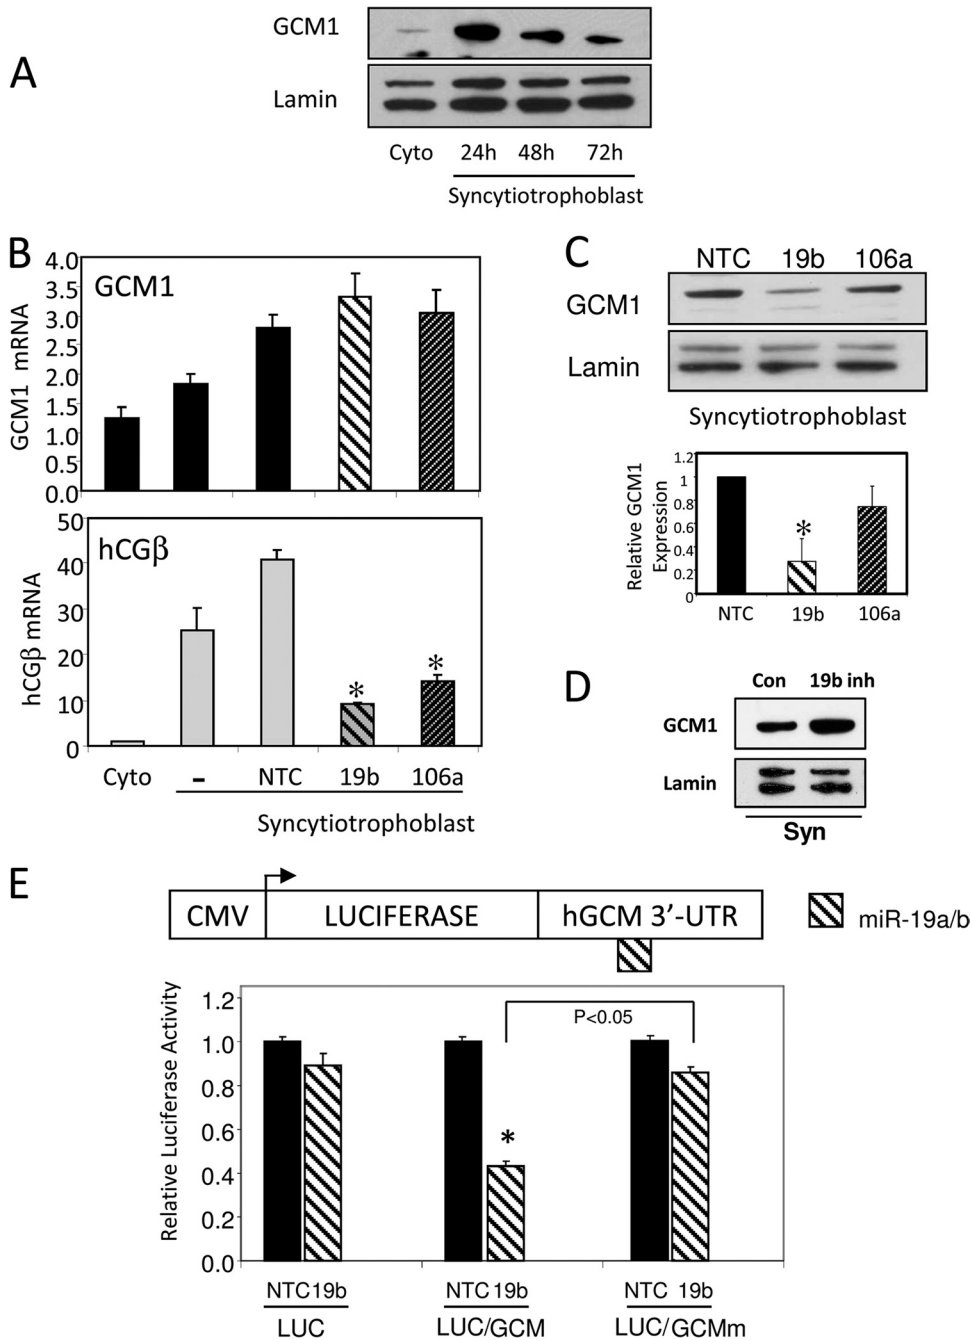 A
GCM1
Lamin
Cyto 24h 48h 72h
Syncytiotrophoblast
B
4.0
3.5
3.0
2.5
2.0
1.5
1.0
0.5
0.0
GCM1 mRNA
GCM1
50
40
30
20
10
0
hCGβ mRNA
hCGβ
* *
Cyto - NTC 19b 106a
Syncytiotrophoblast
C
NTC 19b 106a
GCM1
Lamin
Syncytiotrophoblast
Relative GCM1
Expression
1.2
1
0.8
0.6
0.4
0.2
0
*
NTC 19b 106a
D
Con 19b inh
GCM1
Lamin
Syn
E
CMV LUCIFERASE hGCM 3’-UTR
miR-19a/b
Relative Luciferase Activity
1.2
1.0
0.8
0.6
0.4
0.2
0.0
P<0.05
*
NTC 19b NTC 19b NTC 19b
LUC LUC/GCM LUC/GCMm